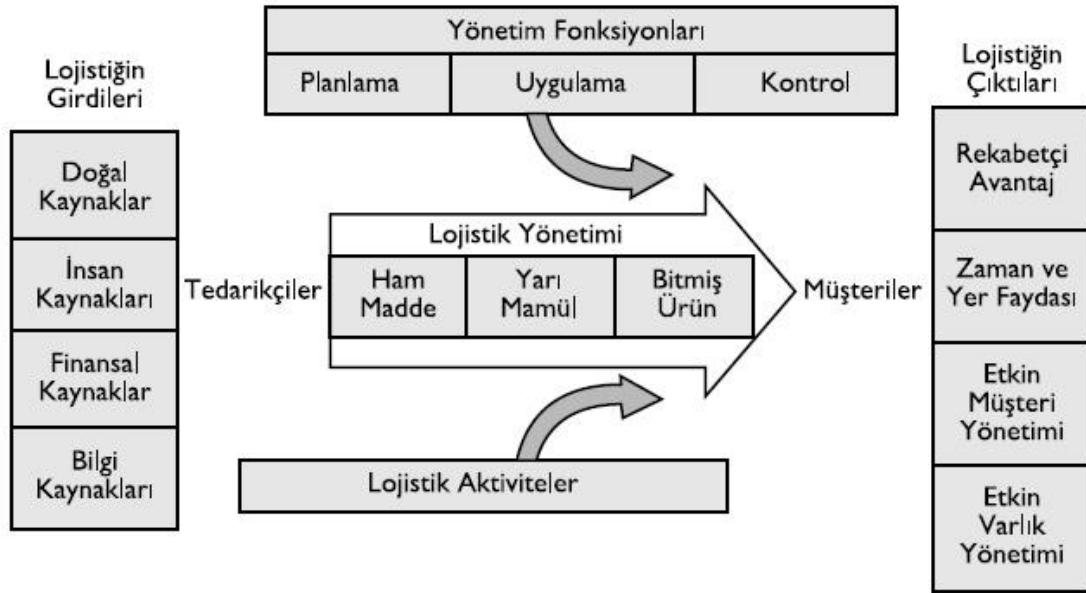 Yönetim Fonksiyonları
Planlama Uygulama Kontrol
Lojistiğin
Girdileri
Doğal
Kaynaklar
İnsan
Kaynakları
Finansal
Kaynaklar
Bilgi
Kaynakları
Tedarikçiler
Lojistik Yönetimi
Ham
Madde
Yarı
Mamül
Bitmiş
Ürün
Müşteriler
Lojistik Aktiviteler
Lojistiğin
Çıktıları
Rekabetçi
Avantaj
Zaman ve
Yer Faydası
Etkin
Müşteri
Yönetimi
Etkin
Varlık
Yönetimi